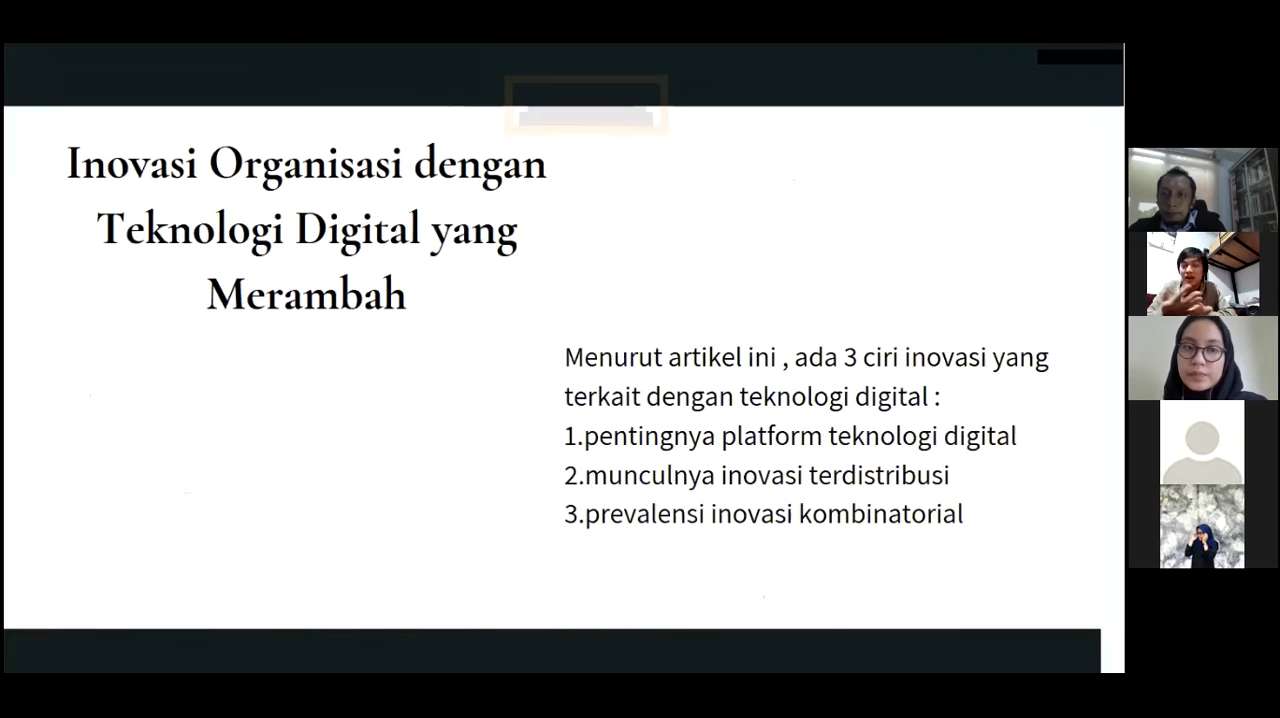 Inovasi Organisasi dengan
Teknologi Digital yang
Merambah
Menurut artikel ini , ada 3 ciri inovasi yang
terkait dengan teknologi digital :
1.pentingnya platform teknologi digital
2.munculnya inovasi terdistribusi
3.prevalensi inovasi kombinatorial